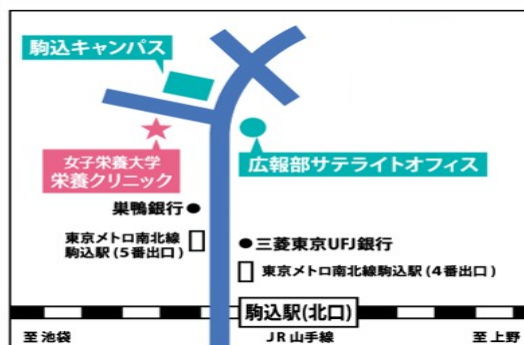 駒込キャンパス
女子栄養大学
栄養クリニック
広報部サテライトオフィス
巣鴨銀行●
東京メトロ南北線
駒込駅(5番出口)
●三菱東京UFJ銀行
東京メトロ南北線駒込駅(4番出口)
駒込駅(北口)
至 池袋
JR山手線
至 上野